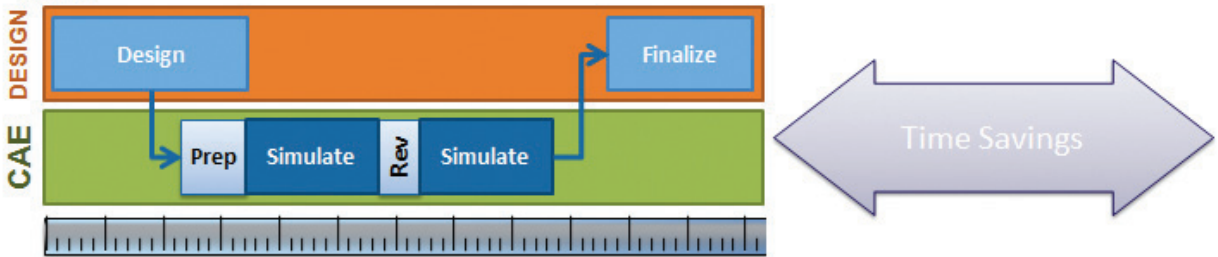 DESIGN
Design
Finalize
CAE
Prep
Simulate
Rev
Simulate
Time Savings